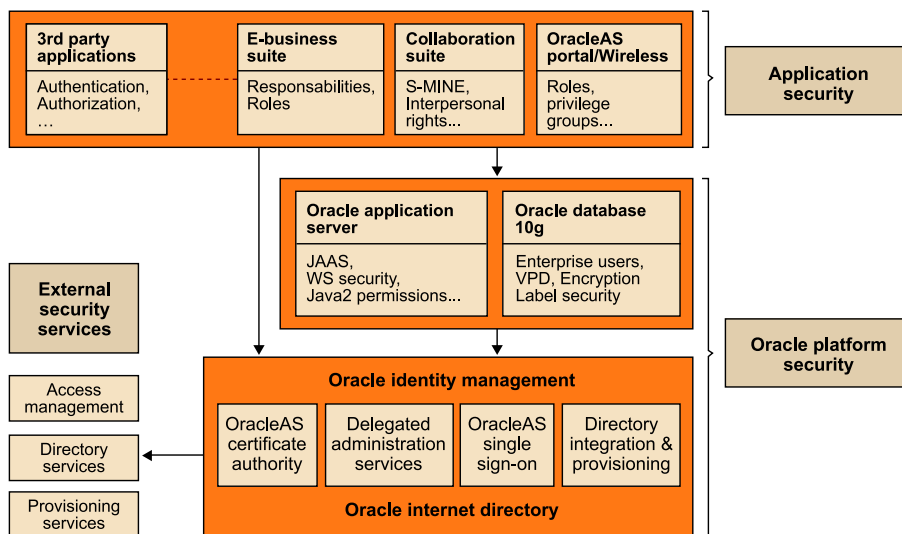 3rd party
applications
Authentication,
Authorization,
…
E-business
suite
Responsabilities,
Roles
Collaboration
suite
S-MINE,
Interpersonal
rights...
OracleAS
portal/Wireless
Roles,
privilege
groups...
Application
security
Oracle application
server
JAAS,
WS security,
Java2 permissions...
Oracle database
10g
Enterprise users,
VPD, Encryption
Label security
External
security
services
Oracle platform
security
Access
management
Directory
services
Provisioning
services
Oracle identity management
OracleAS
certificate
authority
Delegated
administration
services
OracleAS
single
sign-on
Directory
integration &
provisioning
Oracle internet directory